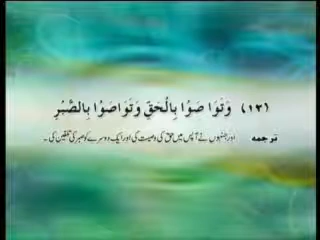 (۱۳) وَتَوَاصَوْا بِالْحَقِّ وَتَوَاصَوْا بِالصَّبْرِ
ترجمہ اور جنہوں نے آپس میں حق کی وصیت کی اور ایک دوسرے کو صبر کی تلقین کی۔